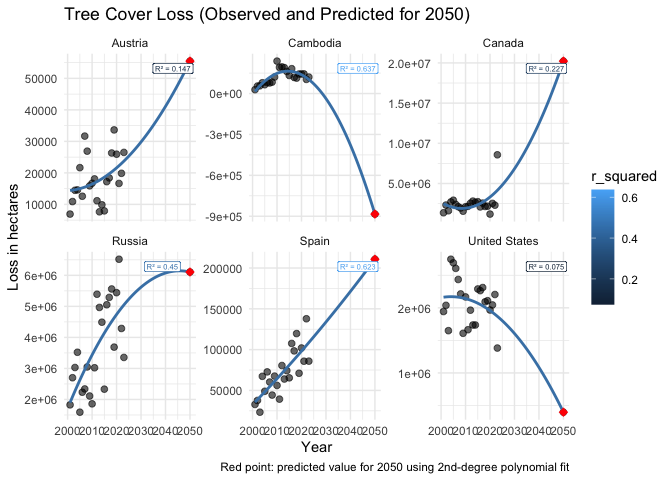 Tree Cover Loss (Observed and Predicted for 2050)
Austria Cambodia Canada
R² = 0.147 R² = 0.637 R² = 0.227
50000
40000
30000
20000
10000
0e+00
-3e+05
-6e+05
-9e+05
2.0e+07
1.5e+07
1.0e+07
5.0e+06
Loss in hectares
Russia Spain United States
R² = 0.45 R² = 0.623 R² = 0.075
6e+06
5e+06
4e+06
3e+06
2e+06
200000
150000
100000
50000
2e+06
1e+06
2000 2010 2020 2030 2040 2050 2000 2010 2020 2030 2040 2050 2000 2010 2020 2030 2040 2050
Year
r_squared
0.6
0.4
0.2
Red point: predicted value for 2050 using 2nd-degree polynomial fit